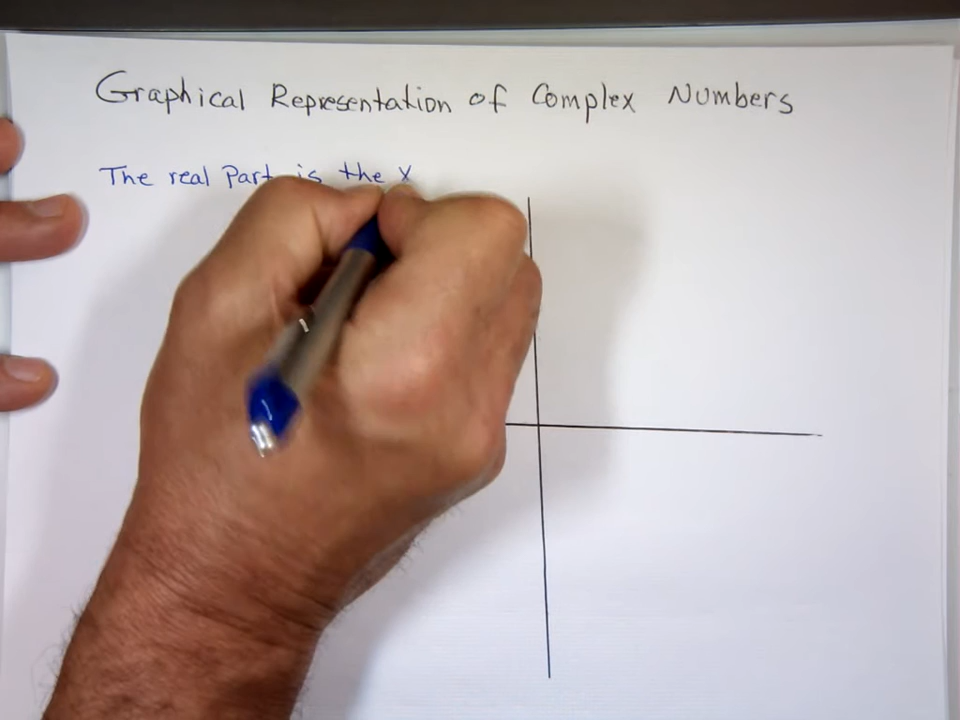 Graphical Representation of Complex Numbers
The real Part is the X